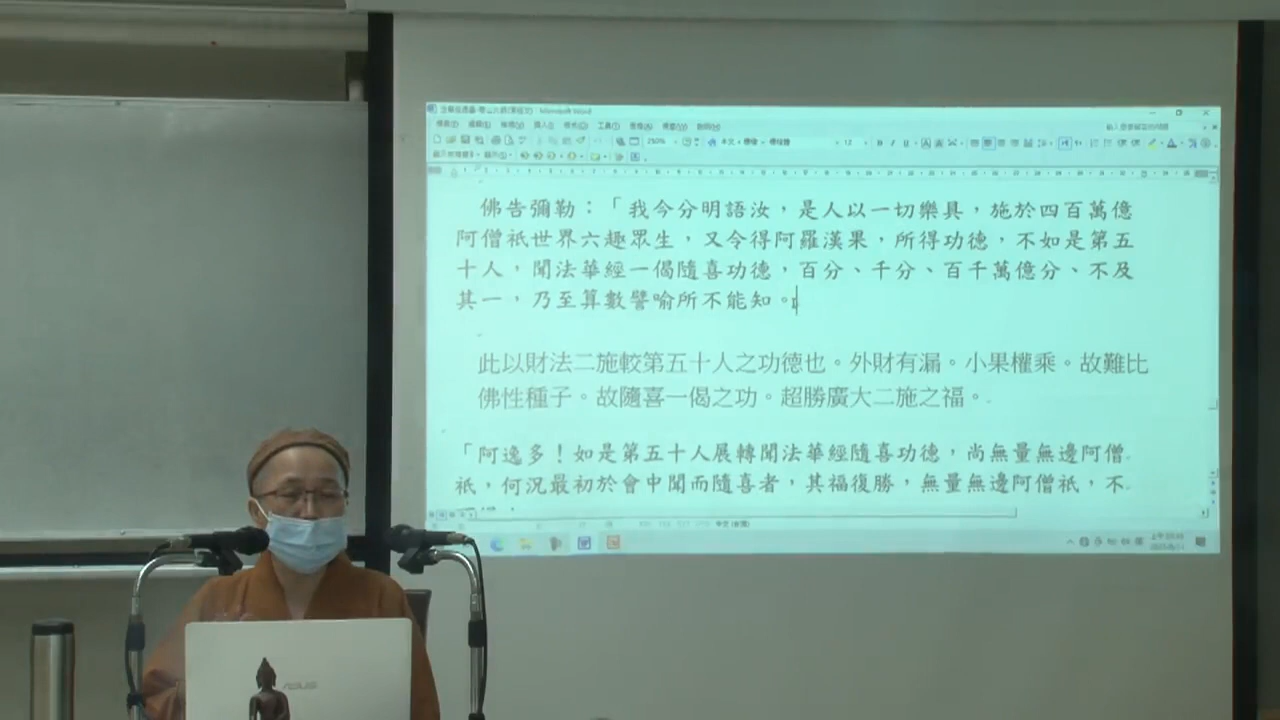 Microsoft Word
250%
12
佛告彌勒：「我今分明語汝，是人以一切樂具，施於四百萬億
阿僧祇世界六趣眾生，又令得阿羅漢果，所得功德，不如是第五
十人，聞法華經一偈隨喜功德，百分、千分、百千萬億分、不及
其一，乃至算數譬喻所不能知。
此以財法二施較第五十人之功德也。外財有漏。小果權乘。故難比
佛性種子。故隨喜一偈之功。超勝廣大二施之福。
「阿逸多！如是第五十人展轉聞法華經隨喜功德，尚無量無邊阿僧
祇，何況最初於會中聞而隨喜者，其福復勝，無量無邊阿僧祇，不
中文 (台灣)
ASUS